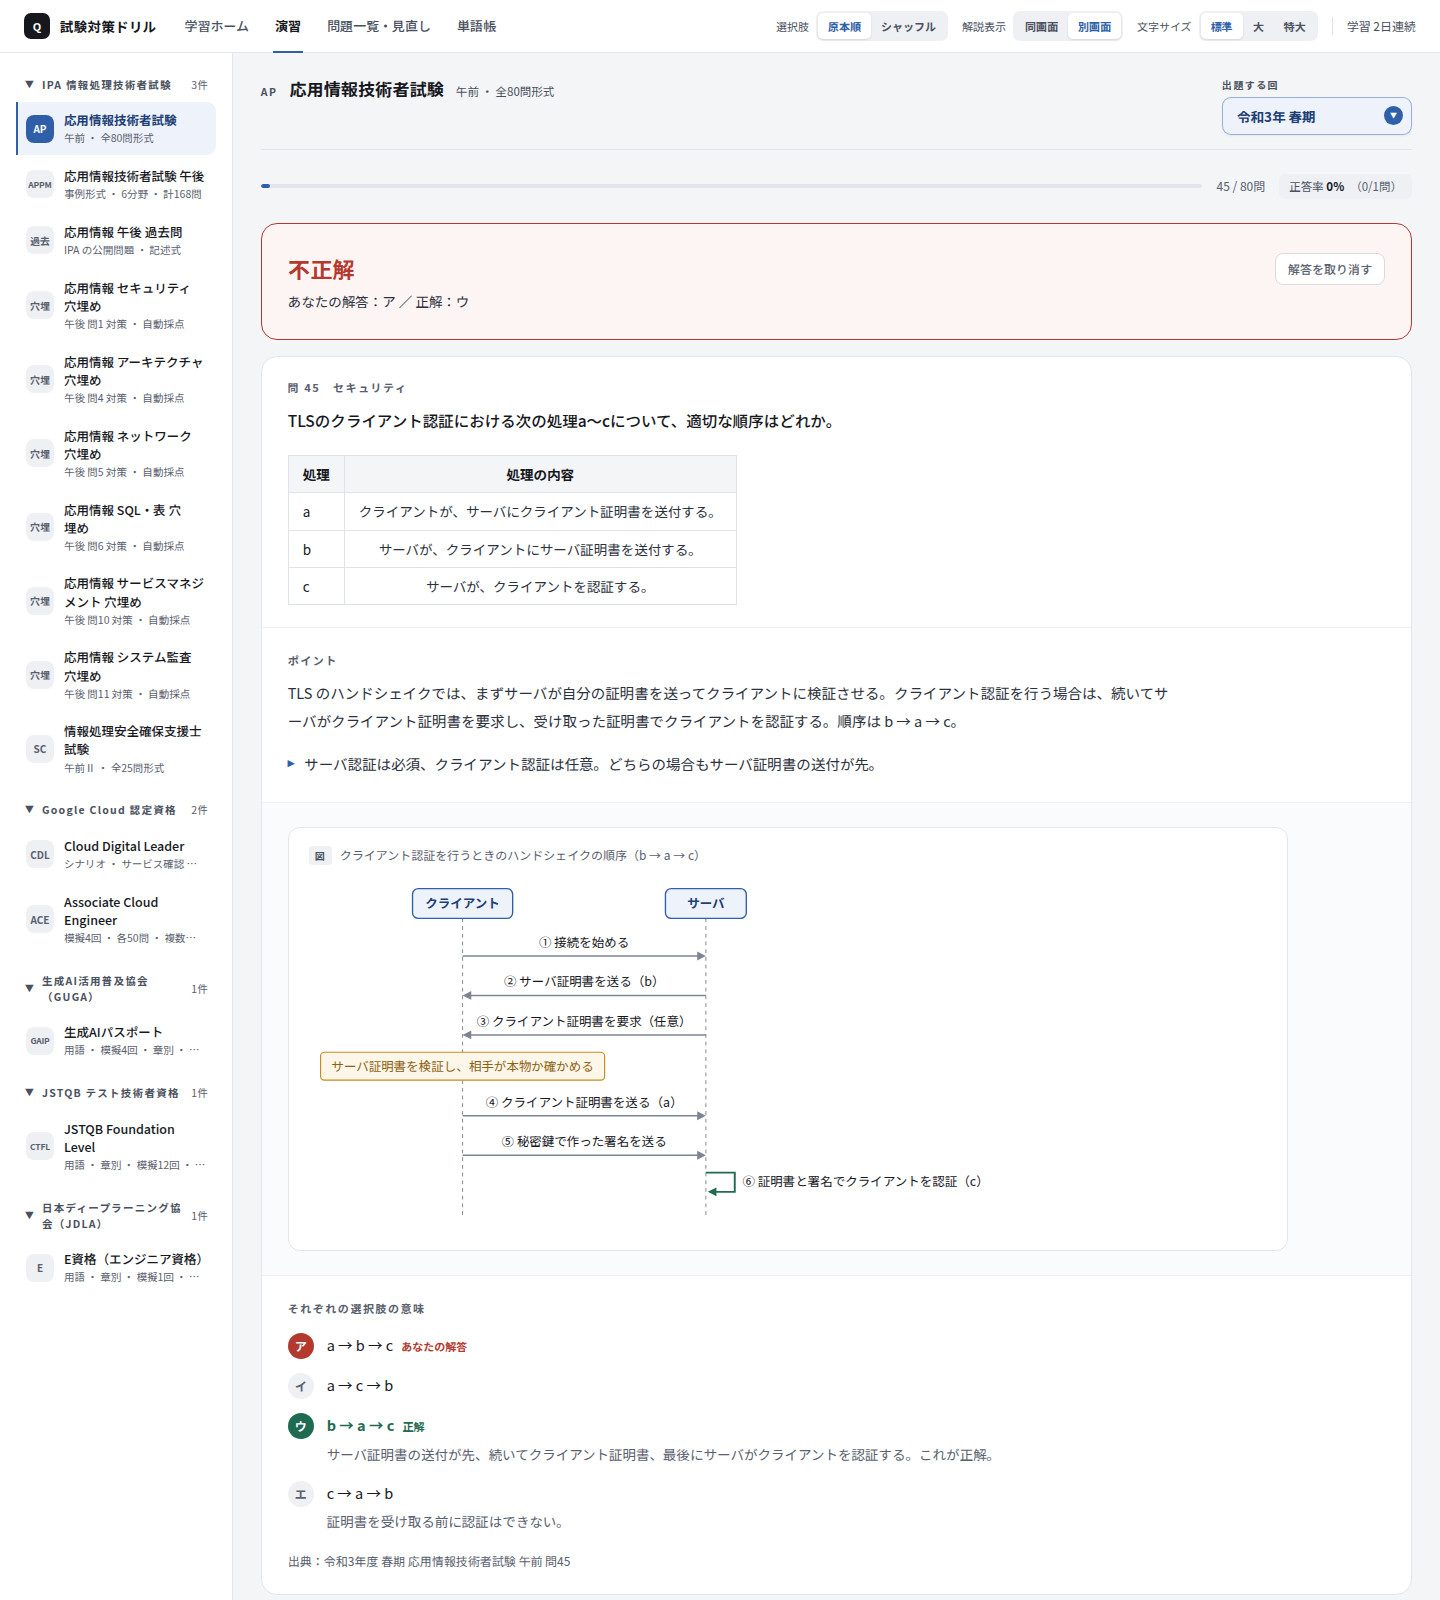 Q 試験対策ドリル 学習ホーム 演習 問題一覧・見直し 単語帳 選択肢 原本順 シャッフル 解説表示 同画面 別画面 文字サイズ 標準 大 特大 学習 2日連続
▼ IPA 情報処理技術者試験 3件
AP 応用情報技術者試験
午前 ・ 全80問形式
APPM 応用情報技術者試験 午後
事例形式 ・ 6分野 ・ 計168問
過去 応用情報 午後 過去問
IPA の公開問題 ・ 記述式
穴埋 応用情報 セキュリティ
穴埋め
午後 問1 対策 ・ 自動採点
穴埋 応用情報 アーキテクチャ
穴埋め
午後 問4 対策 ・ 自動採点
穴埋 応用情報 ネットワーク
穴埋め
午後 問5 対策 ・ 自動採点
穴埋 応用情報 SQL・表 穴
埋め
午後 問6 対策 ・ 自動採点
穴埋 応用情報 サービスマネジ
メント 穴埋め
午後 問10 対策 ・ 自動採点
穴埋 応用情報 システム監査
穴埋め
午後 問11 対策 ・ 自動採点
SC 情報処理安全確保支援士
試験
午前Ⅱ ・ 全25問形式
▼ Google Cloud 認定資格 2件
CDL Cloud Digital Leader
シナリオ ・ サービス確認 …
ACE Associate Cloud
Engineer
模擬4回 ・ 各50問 ・ 複数…
▼ 生成AI活用普及協会
（GUGA） 1件
GAIP 生成AIパスポート
用語 ・ 模擬4回 ・ 章別 ・ …
▼ JSTQB テスト技術者資格 1件
CTFL JSTQB Foundation
Level
用語 ・ 章別 ・ 模擬12回 ・ …
▼ 日本ディープラーニング協
会（JDLA） 1件
E E資格（エンジニア資格）
用語 ・ 章別 ・ 模擬1回 ・ …
AP 応用情報技術者試験 午前 ・ 全80問形式
出題する回
令和3年 春期 ▼
45 / 80問 正答率 0% （0/1問）
不正解
解答を取り消す
あなたの解答：ア ／ 正解：ウ
問 45 セキュリティ
TLSのクライアント認証における次の処理a～cについて、適切な順序はどれか。
処理 処理の内容
a クライアントが、サーバにクライアント証明書を送付する。
b サーバが、クライアントにサーバ証明書を送付する。
c サーバが、クライアントを認証する。
ポイント
TLS のハンドシェイクでは、まずサーバが自分の証明書を送ってクライアントに検証させる。クライアント認証を行う場合は、続いてサ
ーバがクライアント証明書を要求し、受け取った証明書でクライアントを認証する。順序は b → a → c。
▶ サーバ認証は必須、クライアント認証は任意。どちらの場合もサーバ証明書の送付が先。
図 クライアント認証を行うときのハンドシェイクの順序（b → a → c）
クライアント サーバ
① 接続を始める
② サーバ証明書を送る（b）
③ クライアント証明書を要求（任意）
サーバ証明書を検証し、相手が本物か確かめる
④ クライアント証明書を送る（a）
⑤ 秘密鍵で作った署名を送る
⑥ 証明書と署名でクライアントを認証（c）
それぞれの選択肢の意味
ア a → b → c あなたの解答
イ a → c → b
ウ b → a → c 正解
サーバ証明書の送付が先、続いてクライアント証明書、最後にサーバがクライアントを認証する。これが正解。
エ c → a → b
証明書を受け取る前に認証はできない。
出典：令和3年度 春期 応用情報技術者試験 午前 問45